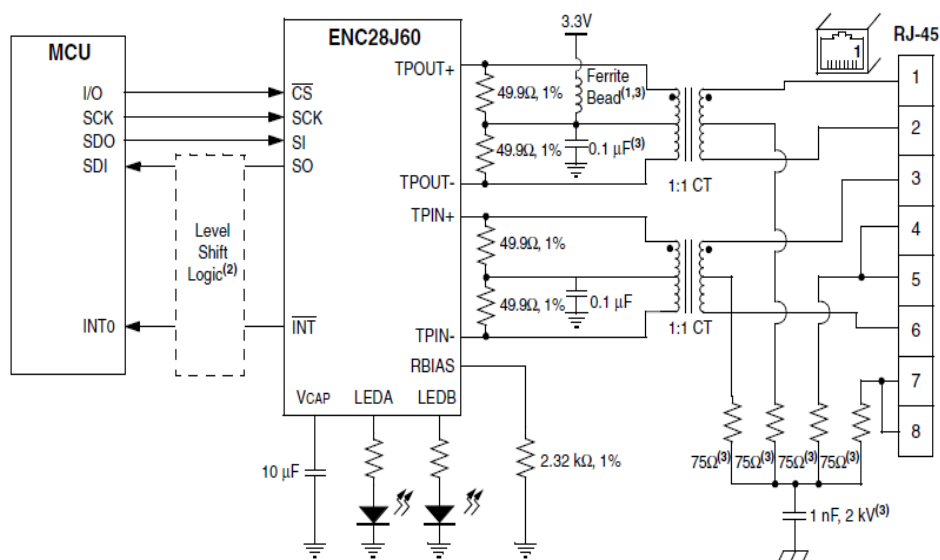 MCU
I/O
SCK
SDO
SDI
INT0
Level
Shift
Logic(2)
ENC28J60
CS
SCK
SI
SO
INT
TPOUT+
TPOUT-
TPIN+
TPIN-
RBIAS
VCAP
LEDA
LEDB
10 µF
2.32 kΩ, 1%
3.3V
Ferrite
Bead(1,3)
49.9Ω, 1%
49.9Ω, 1%
0.1 µF(3)
1:1 CT
49.9Ω, 1%
49.9Ω, 1%
0.1 µF
1:1 CT
1
RJ-45
1
2
3
4
5
6
7
8
75Ω(3)
75Ω(3)
75Ω(3)
75Ω(3)
1 nF, 2 kV(3)